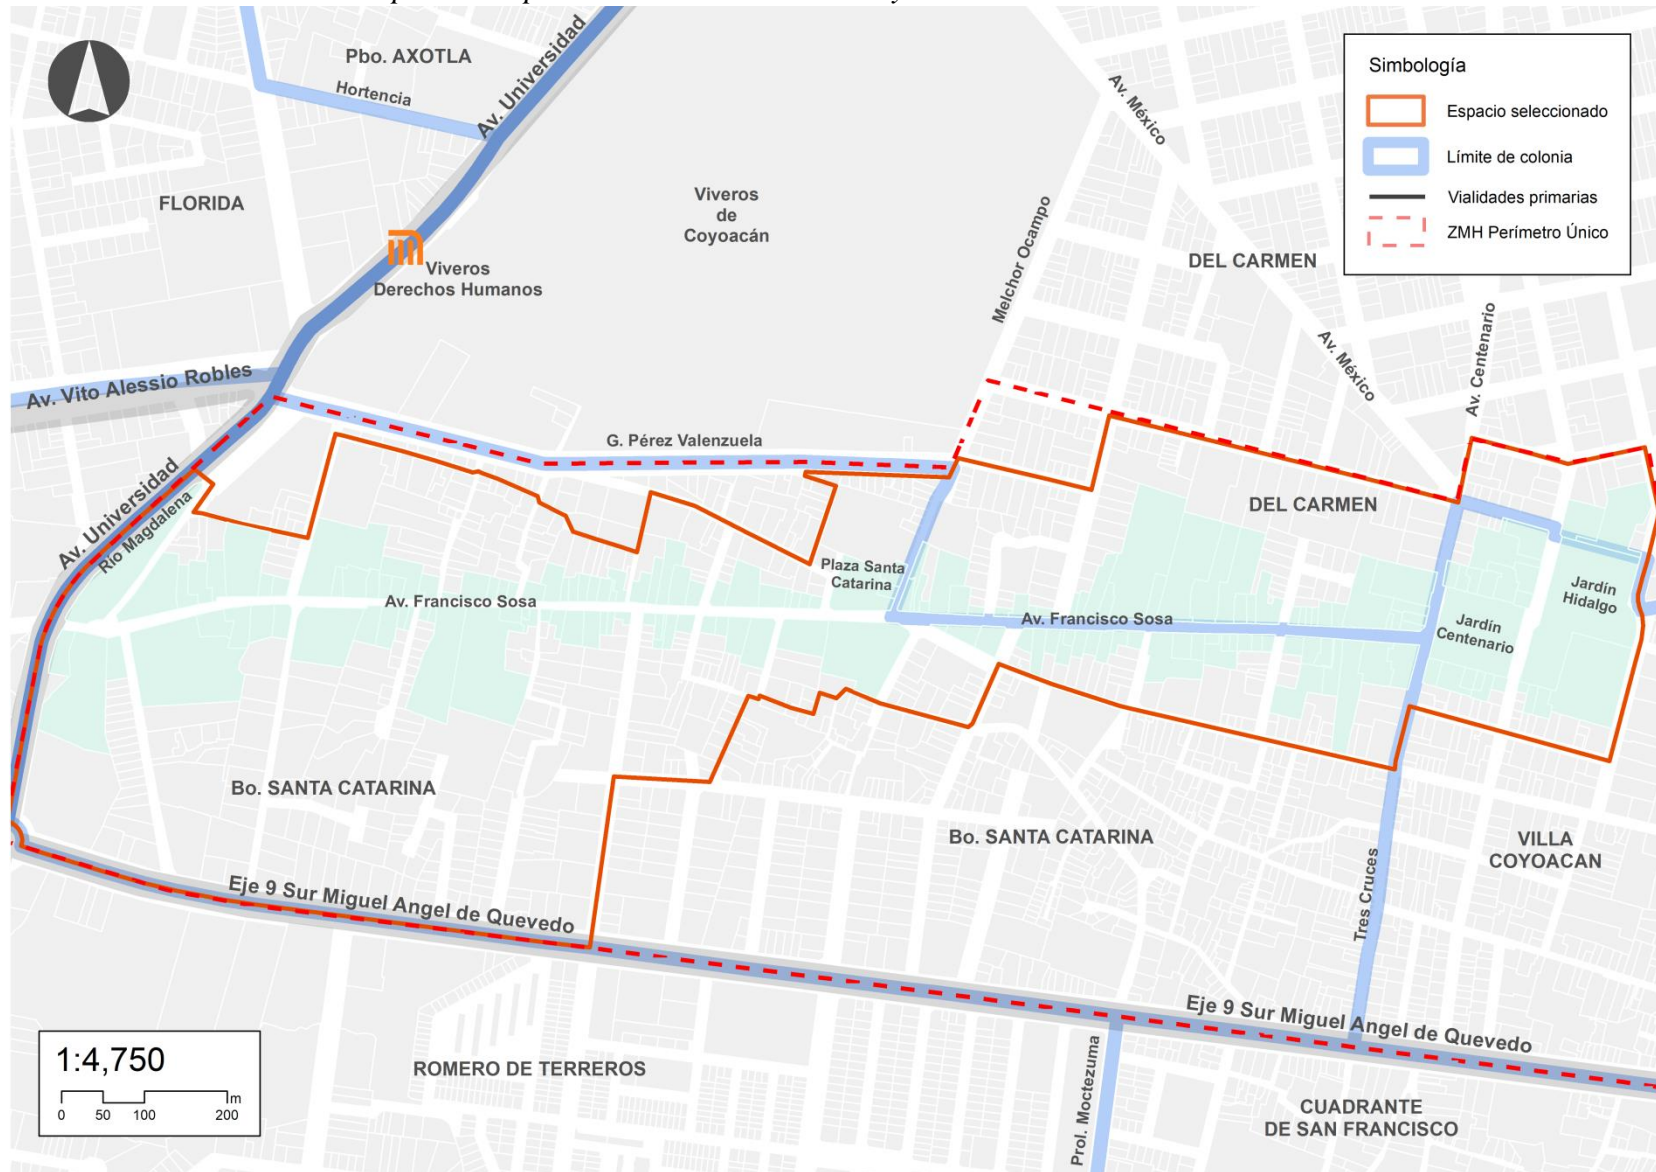 Pbo. AXOTLA
Hortencia
Av. Universidad
FLORIDA
Viveros
Derechos Humanos
Viveros
de
Coyoacán
Av. México
Melchor Ocampo
DEL CARMEN
Av. México
Av. Centenario
Simbología
Espacio seleccionado
Límite de colonia
Vialidades primarias
ZMH Perímetro Único
Av. Vito Alessio Robles
G. Pérez Valenzuela
Av. Universidad
Río Magdalena
DEL CARMEN
Plaza Santa
Catarina
Av. Francisco Sosa
Av. Francisco Sosa
Jardín
Hidalgo
Jardín
Centenario
Bo. SANTA CATARINA
Bo. SANTA CATARINA
VILLA
COYOACAN
Tres Cruces
Eje 9 Sur Miguel Angel de Quevedo
Eje 9 Sur Miguel Angel de Quevedo
ROMERO DE TERREROS
Prol. Moctezuma
CUADRANTE
DE SAN FRANCISCO
1:4,750
0 50 100 200 m